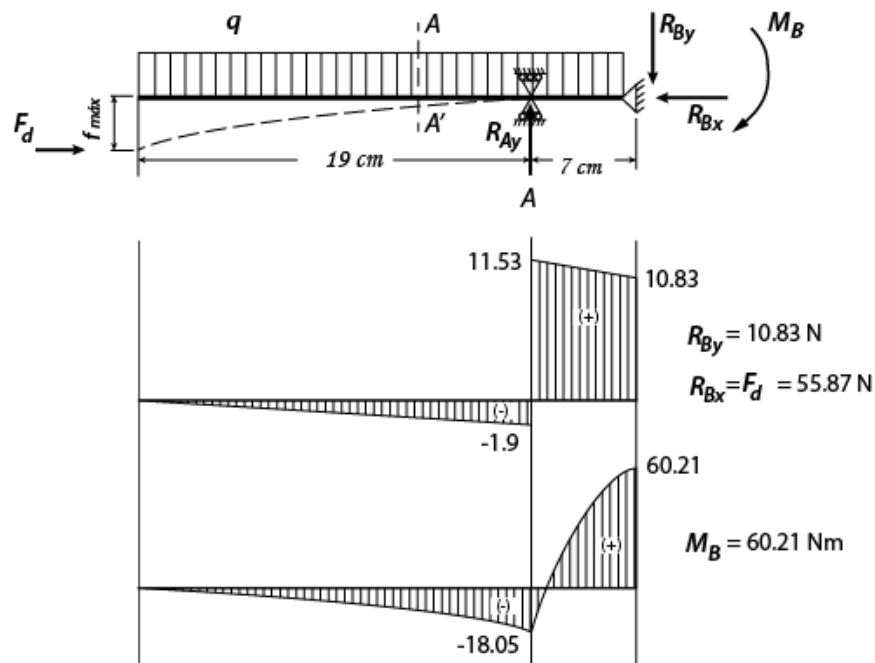 q
A
R_By
M_B
F_d
f máx
A'
R_Ay
R_Bx
19 cm
7 cm
A
11.53
10.83
(+)
R_By = 10.83 N
R_Bx = F_d = 55.87 N
(-)
-1.9
60.21
(+)
M_B = 60.21 Nm
(-)
-18.05